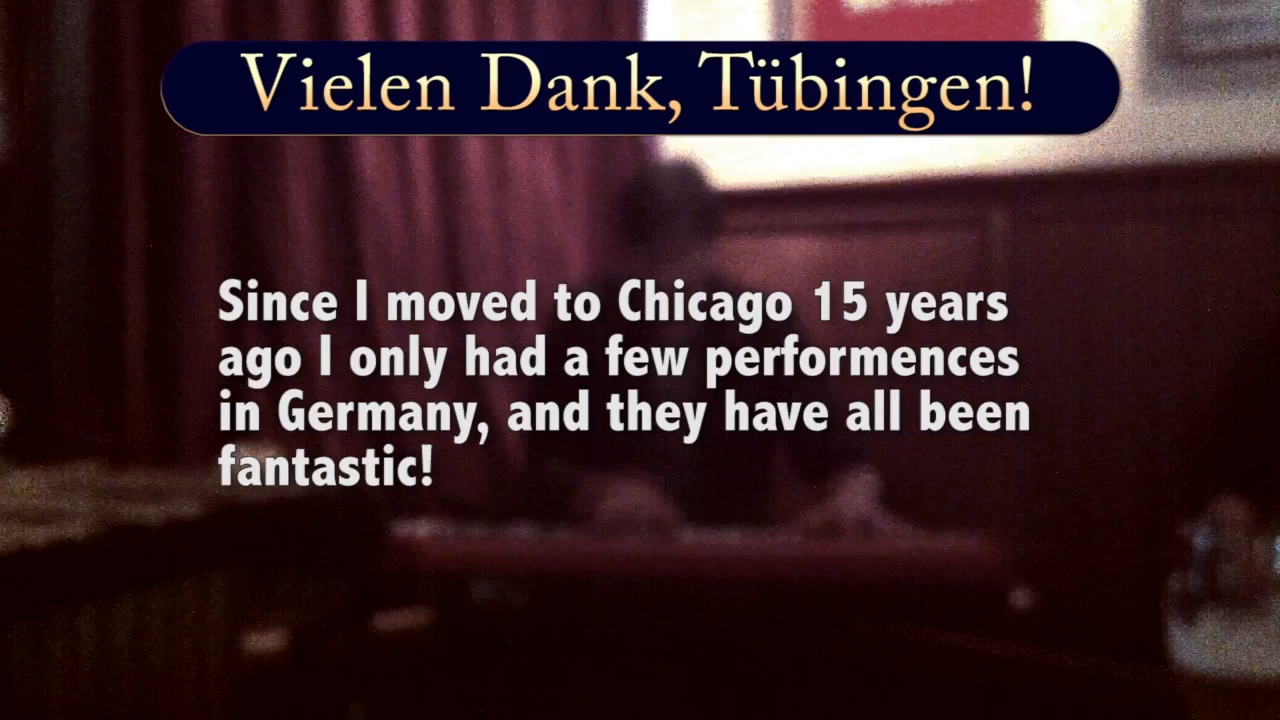 Vielen Dank, Tübingen!
Since I moved to Chicago 15 years
ago I only had a few performences
in Germany, and they have all been
fantastic!